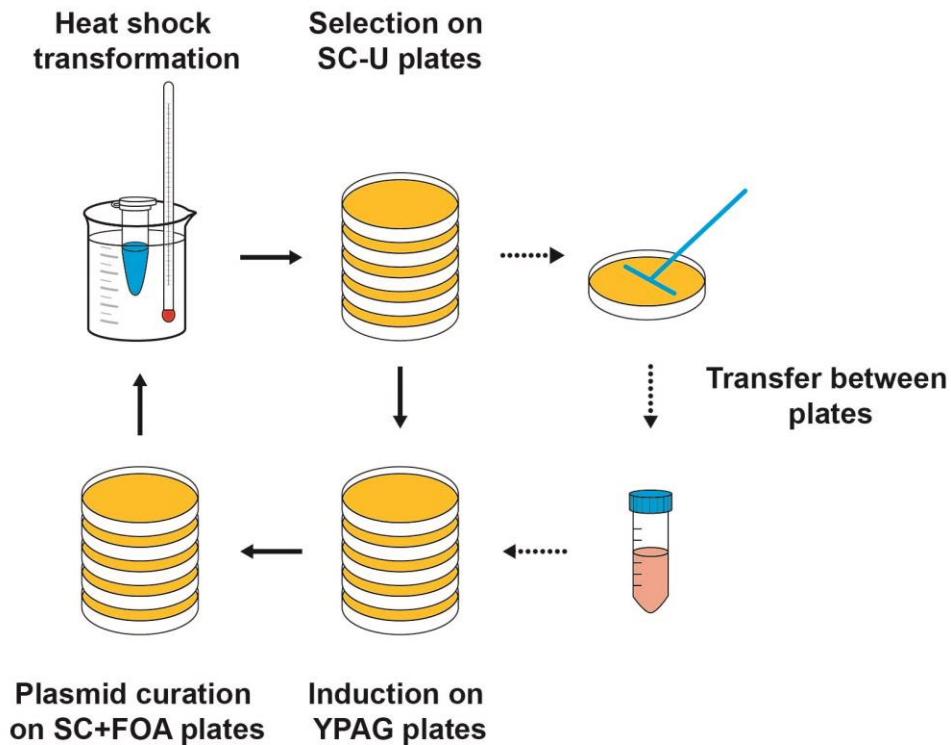 Heat shock
transformation
Selection on
SC-U plates
Transfer between
plates
Plasmid curation
on SC+FOA plates
Induction on
YPAG plates